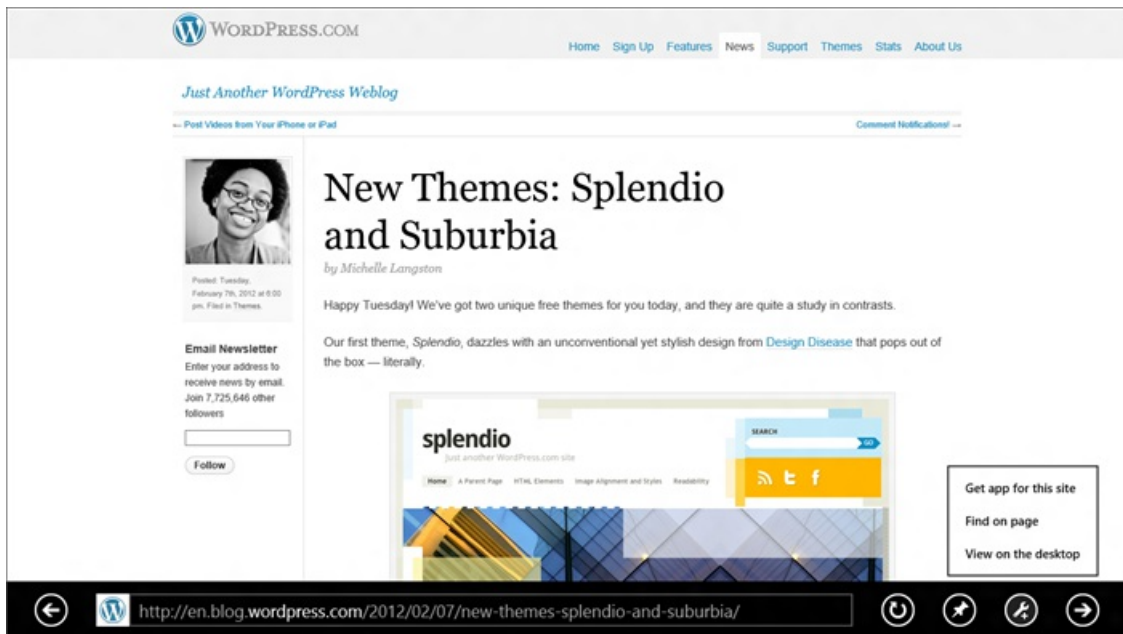 WORDPRESS.COM
Home Sign Up Features News Support Themes Stats About Us
Just Another WordPress Weblog
← Post Videos from Your iPhone or iPad
Comment Notifications! →
New Themes: Splendio
and Suburbia
by Michelle Langston
Posted: Tuesday,
February 7th, 2012 at 6:00
pm. Filed in Themes.
Email Newsletter
Enter your address to
receive news by email.
Join 7,725,646 other
followers
Follow
Happy Tuesday! We've got two unique free themes for you today, and they are quite a study in contrasts.
Our first theme, Splendio, dazzles with an unconventional yet stylish design from Design Disease that pops out of
the box — literally.
splendio
Just another WordPress.com site
Home A Parent Page HTML Elements Image Alignment and Styles Readability
SEARCH
GO
Get app for this site
Find on page
View on the desktop
http://en.blog.wordpress.com/2012/02/07/new-themes-splendio-and-suburbia/